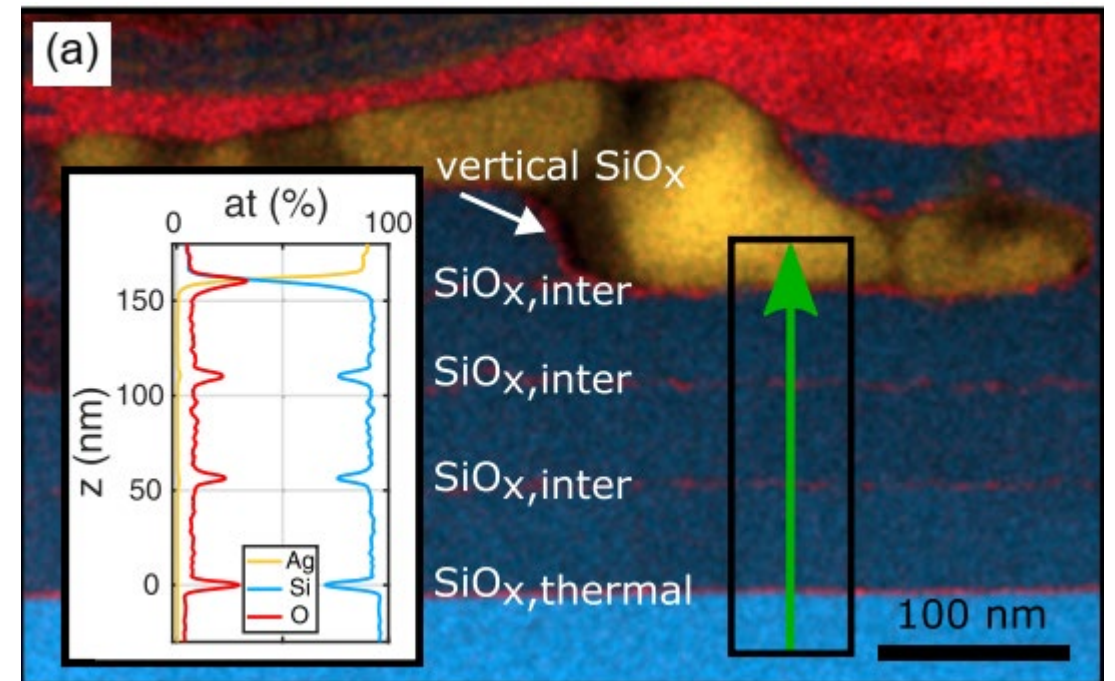 (a)
vertical SiOx
at (%)
0 100
SiOx,inter
150
SiOx,inter
100
z (nm)
SiOx,inter
50
Ag
Si
O
0
SiOx,thermal
100 nm